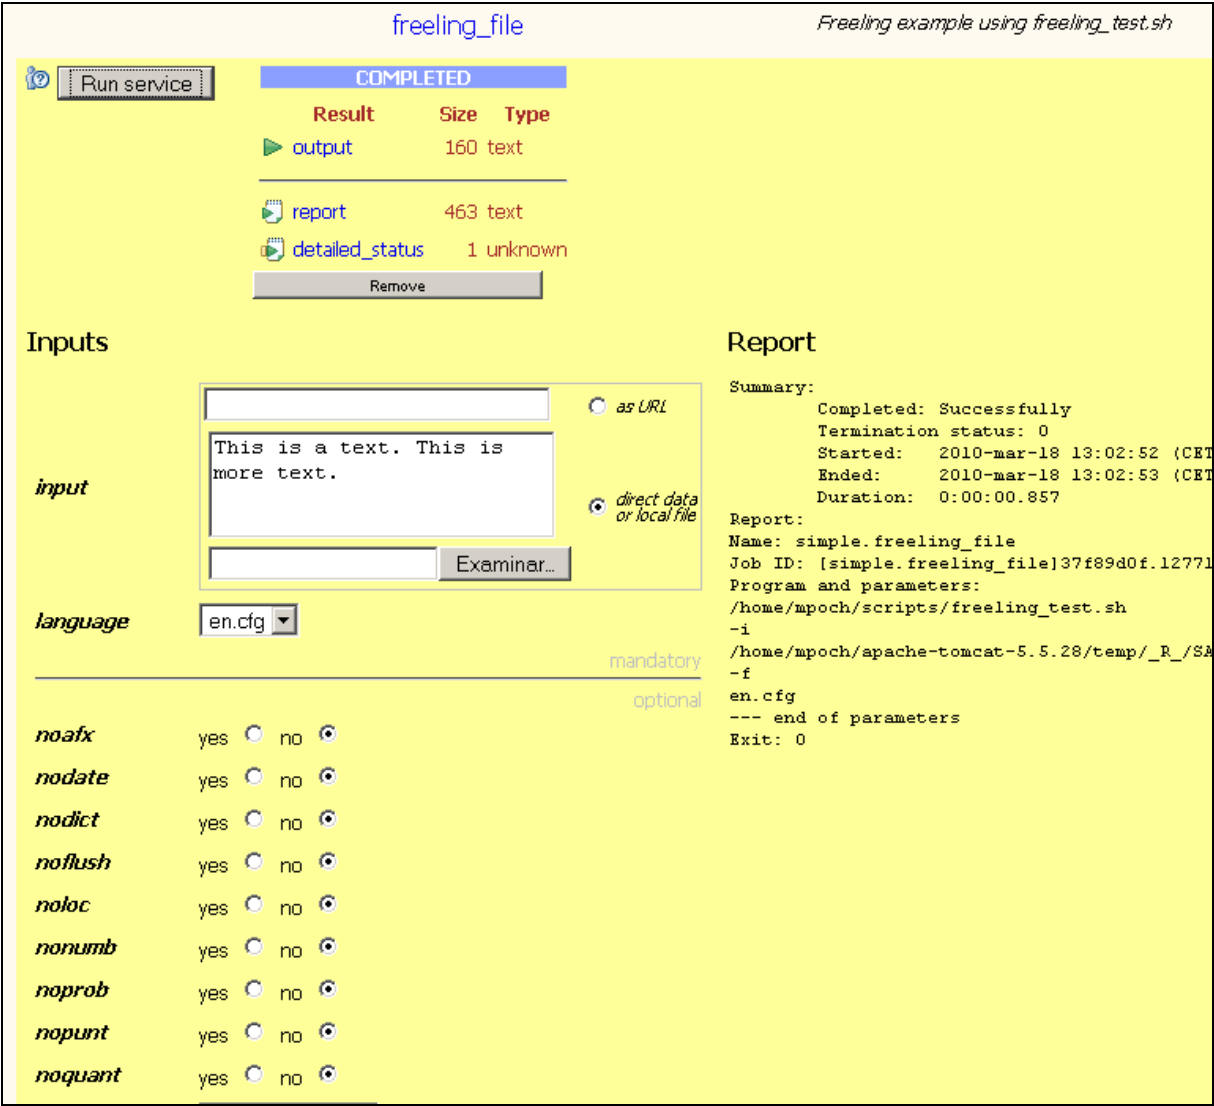 freeling_file
Freeling example using freeling_test.sh
Run service
COMPLETED
Result Size Type
output 160 text
report 463 text
detailed_status 1 unknown
Remove
Inputs
input
as URL
This is a text. This is
more text.
direct data
or local file
Examinar...
language en.cfg
mandatory
optional
noafx yes no
nodate yes no
nodict yes no
noflush yes no
noloc yes no
nonumb yes no
noprob yes no
nopunt yes no
noquant yes no
Report
Summary:
Completed: Successfully
Termination status: 0
Started: 2010-mar-18 13:02:52 (CET
Ended: 2010-mar-18 13:02:53 (CET
Duration: 0:00:00.857
Report:
Name: simple.freeling_file
Job ID: [simple.freeling_file]37f89d0f.12771
Program and parameters:
/home/mpoch/scripts/freeling_test.sh
-i
/home/mpoch/apache-tomcat-5.5.28/temp/_R_/SA
-f
en.cfg
--- end of parameters
Exit: 0